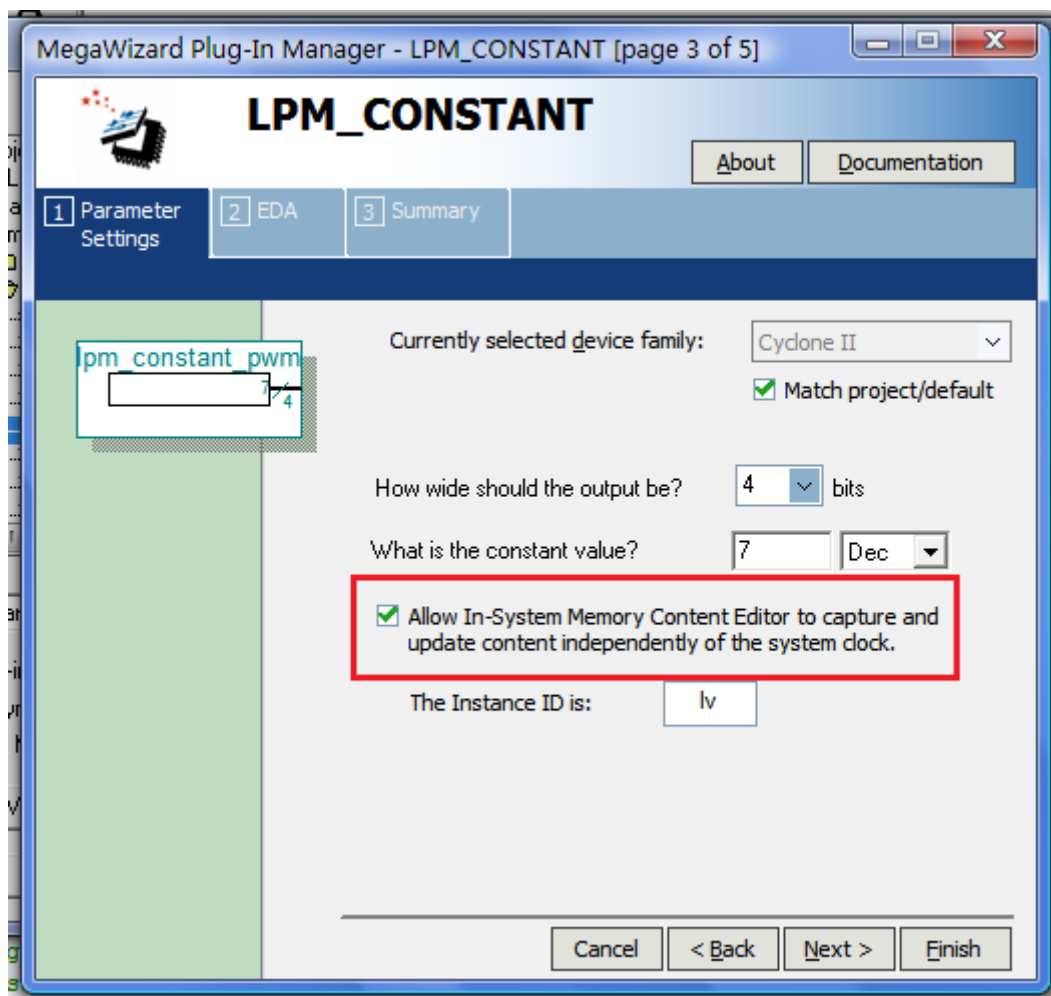 MegaWizard Plug-In Manager - LPM_CONSTANT [page 3 of 5]
LPM_CONSTANT
About
Documentation
1 Parameter Settings
2 EDA
3 Summary
lpm_constant_pwm
7
4
Currently selected device family:
Cyclone II
Match project/default
How wide should the output be?
4
bits
What is the constant value?
7
Dec
Allow In-System Memory Content Editor to capture and
update content independently of the system clock.
The Instance ID is:
lv
Cancel
< Back
Next >
Finish